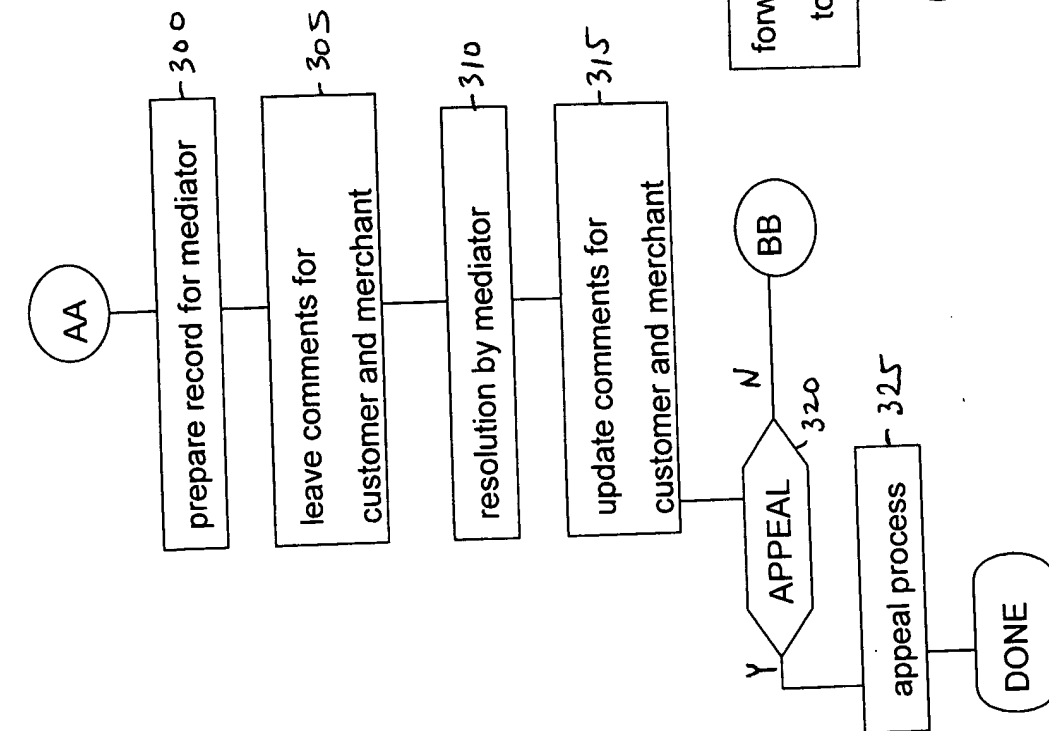 AA
prepare record for mediator
300
leave comments for
customer and merchant
305
resolution by mediator
310
update comments for
customer and merchant
315
APPEAL
320
Y
N
BB
appeal process
325
DONE
to